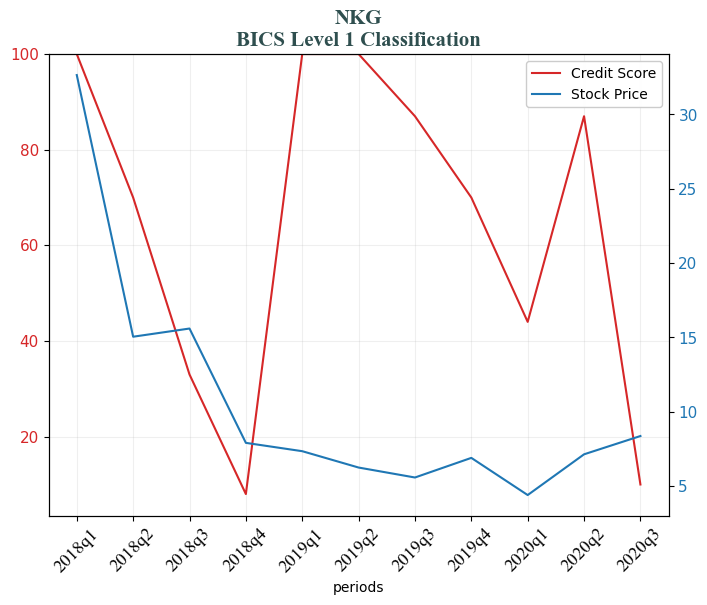 NKG
BICS Level 1 Classification
Credit Score
Stock Price
100
80
60
40
20
30
25
20
15
10
5
2018q1
2018q2
2018q3
2018q4
2019q1
2019q2
2019q3
2019q4
2020q1
2020q2
2020q3
periods